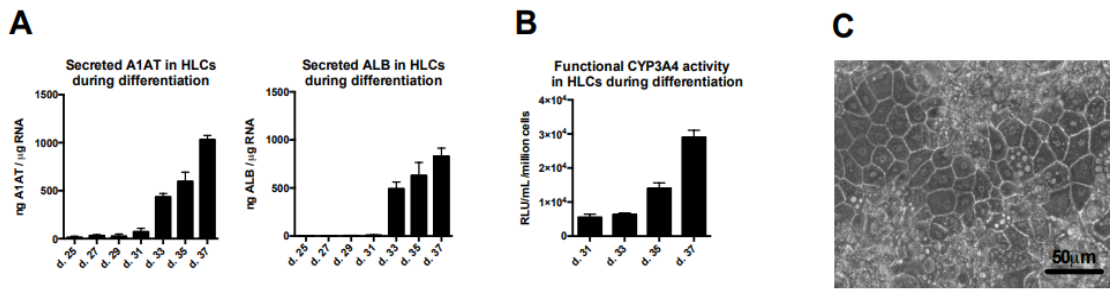 A
Secreted A1AT in HLCs
during differentiation
ng A1AT / μg RNA
1500
1000
500
0
d. 25
d. 27
d. 29
d. 31
d. 33
d. 35
d. 37
Secreted ALB in HLCs
during differentiation
ng ALB / μg RNA
1500
1000
500
0
d. 25
d. 27
d. 29
d. 31
d. 33
d. 35
d. 37
B
Functional CYP3A4 activity
in HLCs during differentiation
RLU/mL/million cells
4×10⁴
3×10⁴
2×10⁴
1×10⁴
0
d. 31
d. 33
d. 35
d. 37
C
50μm